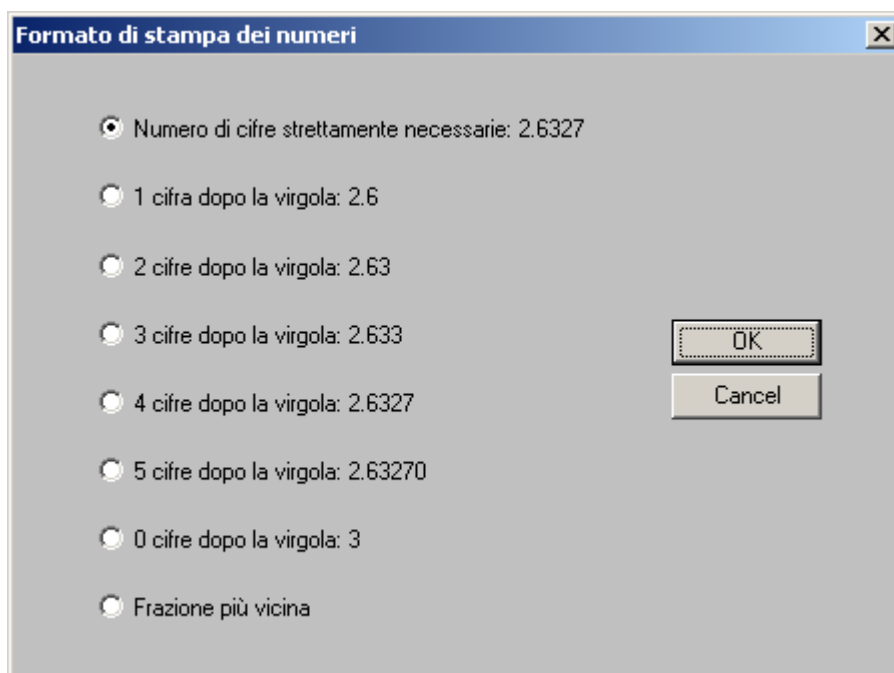 Formato di stampa dei numeri
Numero di cifre strettamente necessarie: 2.6327
1 cifra dopo la virgola: 2.6
2 cifre dopo la virgola: 2.63
3 cifre dopo la virgola: 2.633
OK
4 cifre dopo la virgola: 2.6327
Cancel
5 cifre dopo la virgola: 2.63270
0 cifre dopo la virgola: 3
Frazione più vicina